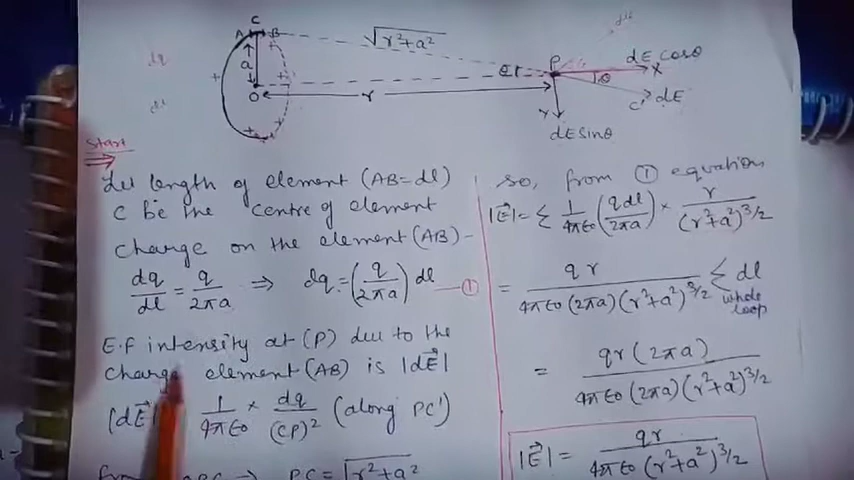 C
A B
√r²+a²
dq
a
P
dE cosθ
θ
X
O
r
Y
C' dE
dl
dE sinθ
Start
Let length of element (AB=dl)
C be the centre of element
charge on the element (AB) -
dq/dl = q/2πa ⇒ dq = (q/2πa) dl — ①
E.F intensity at (P) due to the
charge element (AB) is |dE⃗|
|dE⃗| 1/4πϵ0 × dq/(CP)² (along PC')
PC = √r²+a²
so, from ① equation
|E⃗| = Σ 1/4πϵ0 (qdl/2πa) × r/(r²+a²)^3/2
= qr/4πϵ0 (2πa)(r²+a²)^3/2 Σ dl
whole
loop
= qr(2πa)/4πϵ0 (2πa)(r²+a²)^3/2
|E⃗| = qr/4πϵ0 (r²+a²)^3/2